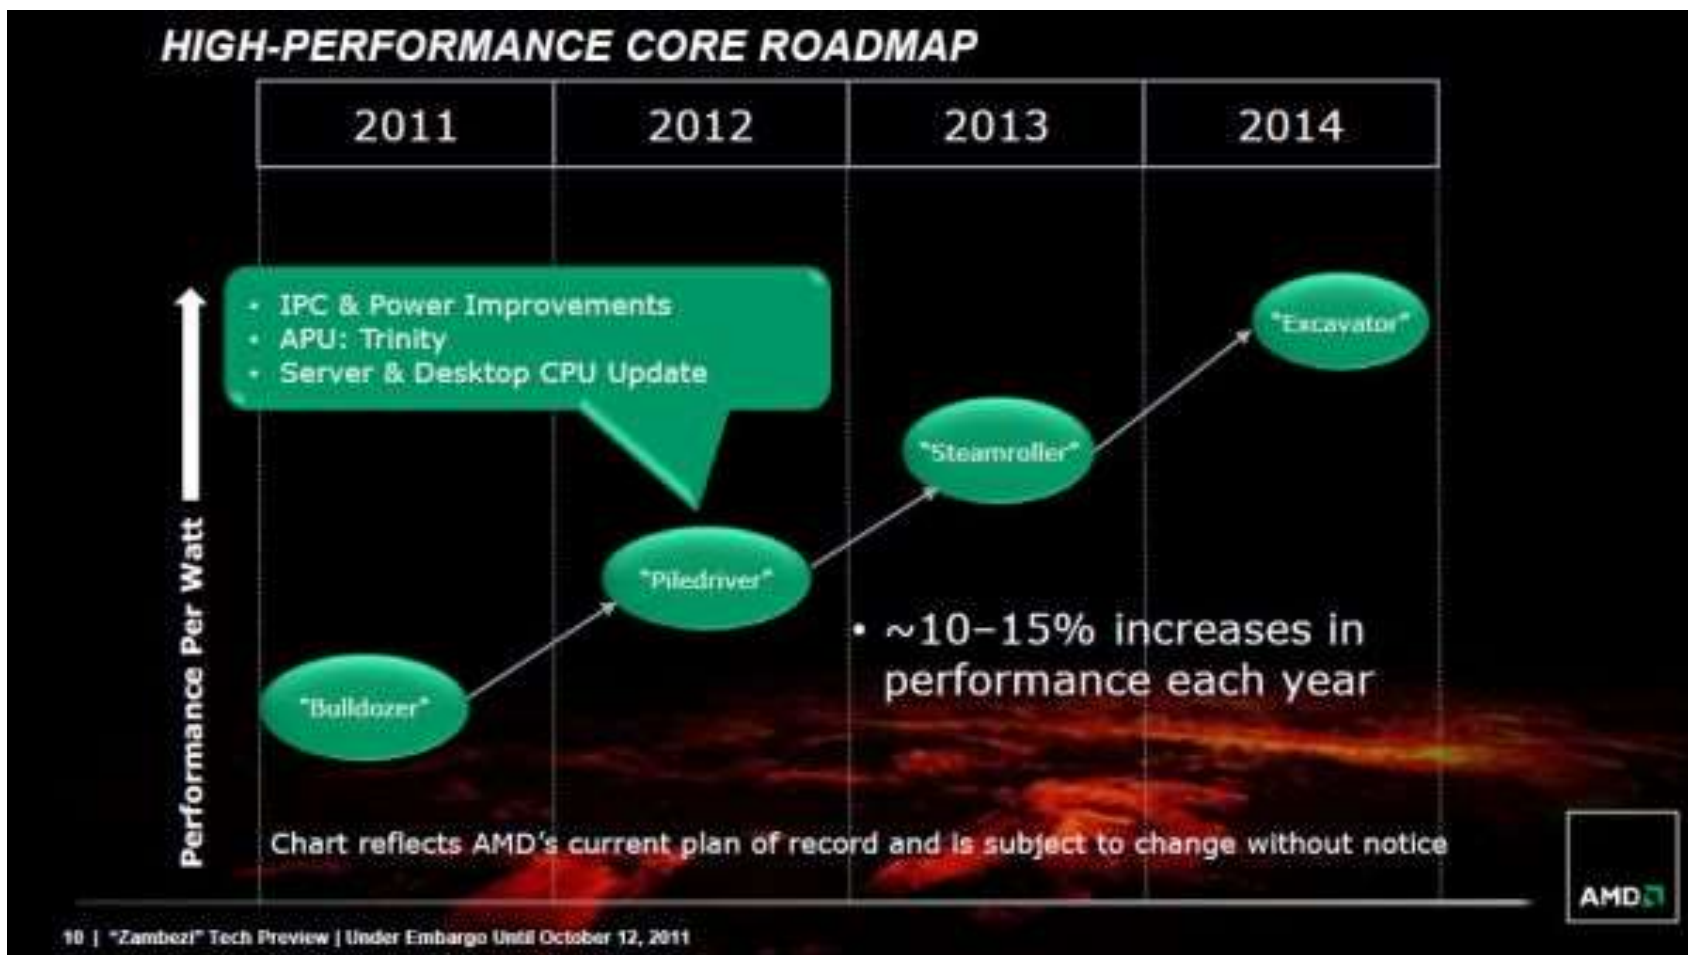 HIGH-PERFORMANCE CORE ROADMAP
2011 2012 2013 2014
• IPC & Power Improvements
• APU: Trinity
• Server & Desktop CPU Update
"Excavator"
"Steamroller"
"Piledriver"
"Bulldozer"
• ~10–15% increases in
performance each year
Performance Per Watt
Chart reflects AMD's current plan of record and is subject to change without notice
AMD
10 | "Zambezi" Tech Preview | Under Embargo Until October 12, 2011